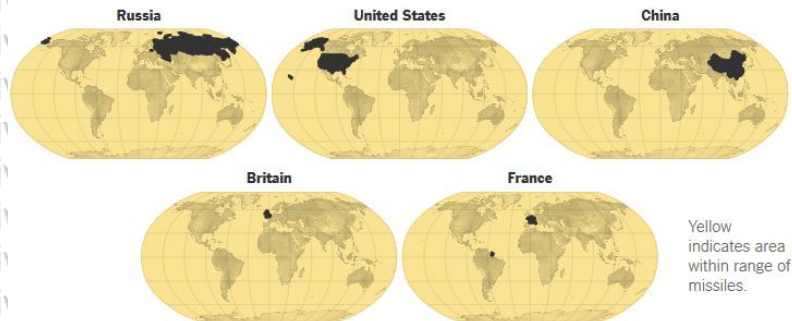 Russia
United States
China
Britain
France
Yellow
indicates area
within range of
missiles.